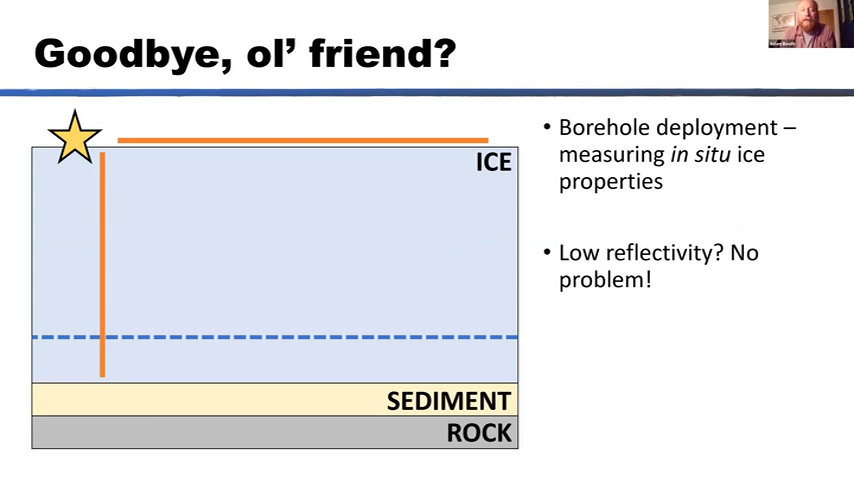 Goodbye, ol’ friend?
ICE
SEDIMENT
ROCK
• Borehole deployment –
measuring in situ ice
properties
• Low reflectivity? No
problem!